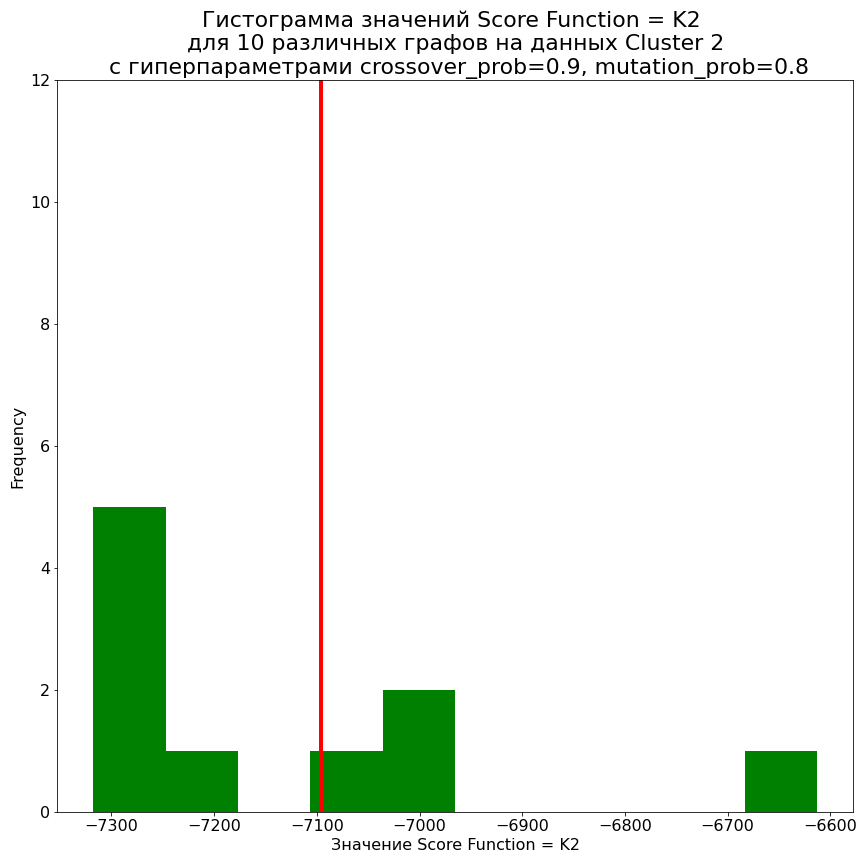 Гистограмма значений Score Function = K2
для 10 различных графов на данных Cluster 2
с гиперпараметрами crossover_prob=0.9, mutation_prob=0.8
12
10
8
6
4
2
0
Frequency
−7300 −7200 −7100 −7000 −6900 −6800 −6700 −6600
Значение Score Function = K2